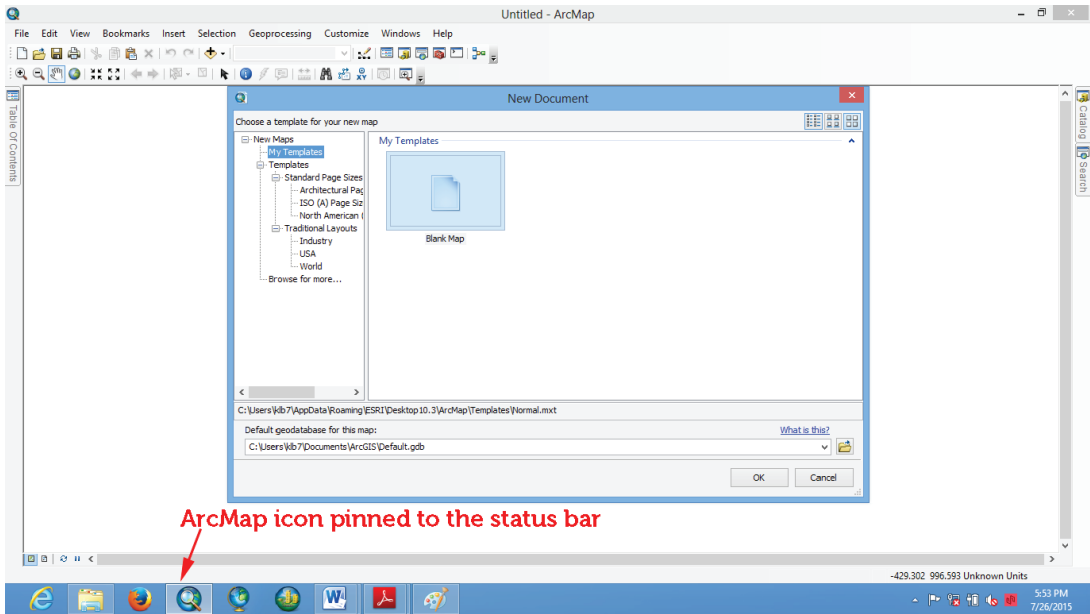 Untitled - ArcMap
File Edit View Bookmarks Insert Selection Geoprocessing Customize Windows Help
Table Of Contents
Catalog
Search
New Document
Choose a template for your new map
New Maps
My Templates
Templates
Standard Page Sizes
Architectural Pag
ISO (A) Page Siz
North American (
Traditional Layouts
Industry
USA
World
Browse for more...
My Templates
Blank Map
C:\Users\klb7\AppData\Roaming\ESRI\Desktop10.3\ArcMap\Templates\Normal.mxt
Default geodatabase for this map:
What is this?
C:\Users\klb7\Documents\ArcGIS\Default.gdb
OK Cancel
ArcMap icon pinned to the status bar
-429.302 996.593 Unknown Units
5:53 PM
7/26/2015